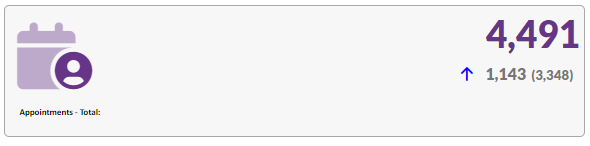 4,491
1,143 (3,348)
Appointments - Total: